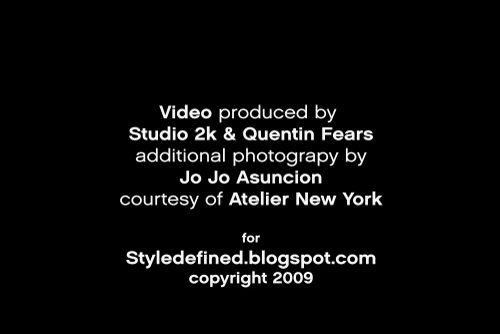 Video produced by
Studio 2k & Quentin Fears
additional photograpy by
Jo Jo Asuncion
courtesy of Atelier New York
for
Styledefined.blogspot.com
copyright 2009